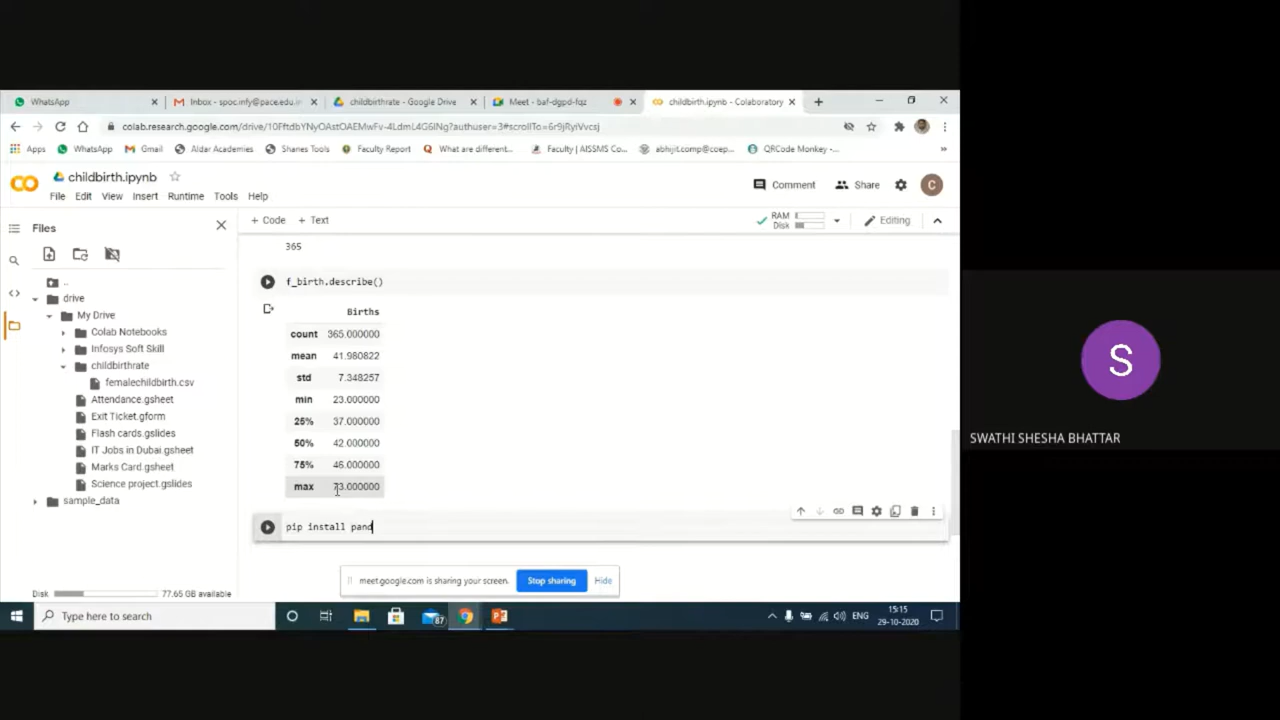 WhatsApp
Inbox - spoc.infy@pace.edu.in
childbirthrate - Google Drive
Meet - baf-dgpd-fqz
childbirth.ipynb - Colaboratory
Apps WhatsApp Gmail Aldar Academies Shanes Tools Faculty Report What are different... Faculty | AISSMS Co... abhijit.comp@coep... QRCode Monkey -... »
childbirth.ipynb
Comment Share C
File Edit View Insert Runtime Tools Help
Files
+ Code + Text
RAM
Disk
Editing
..
drive
My Drive
Colab Notebooks
Infosys Soft Skill
childbirthrate
femalechildbirth.csv
Attendance.gsheet
Exit Ticket.gform
Flash cards.gslides
IT Jobs in Dubai.gsheet
Marks Card.gsheet
Science project.gslides
sample_data
Disk 77.65 GB available
365
f_birth.describe()
Births
count 365.000000
mean 41.980822
std 7.348257
min 23.000000
25% 37.000000
50% 42.000000
75% 46.000000
max 73.000000
pip install pand
meet.google.com is sharing your screen. Stop sharing Hide
Type here to search
87
ENG
15:15
29-10-2020
S
SWATHI SHESHA BHATTAR